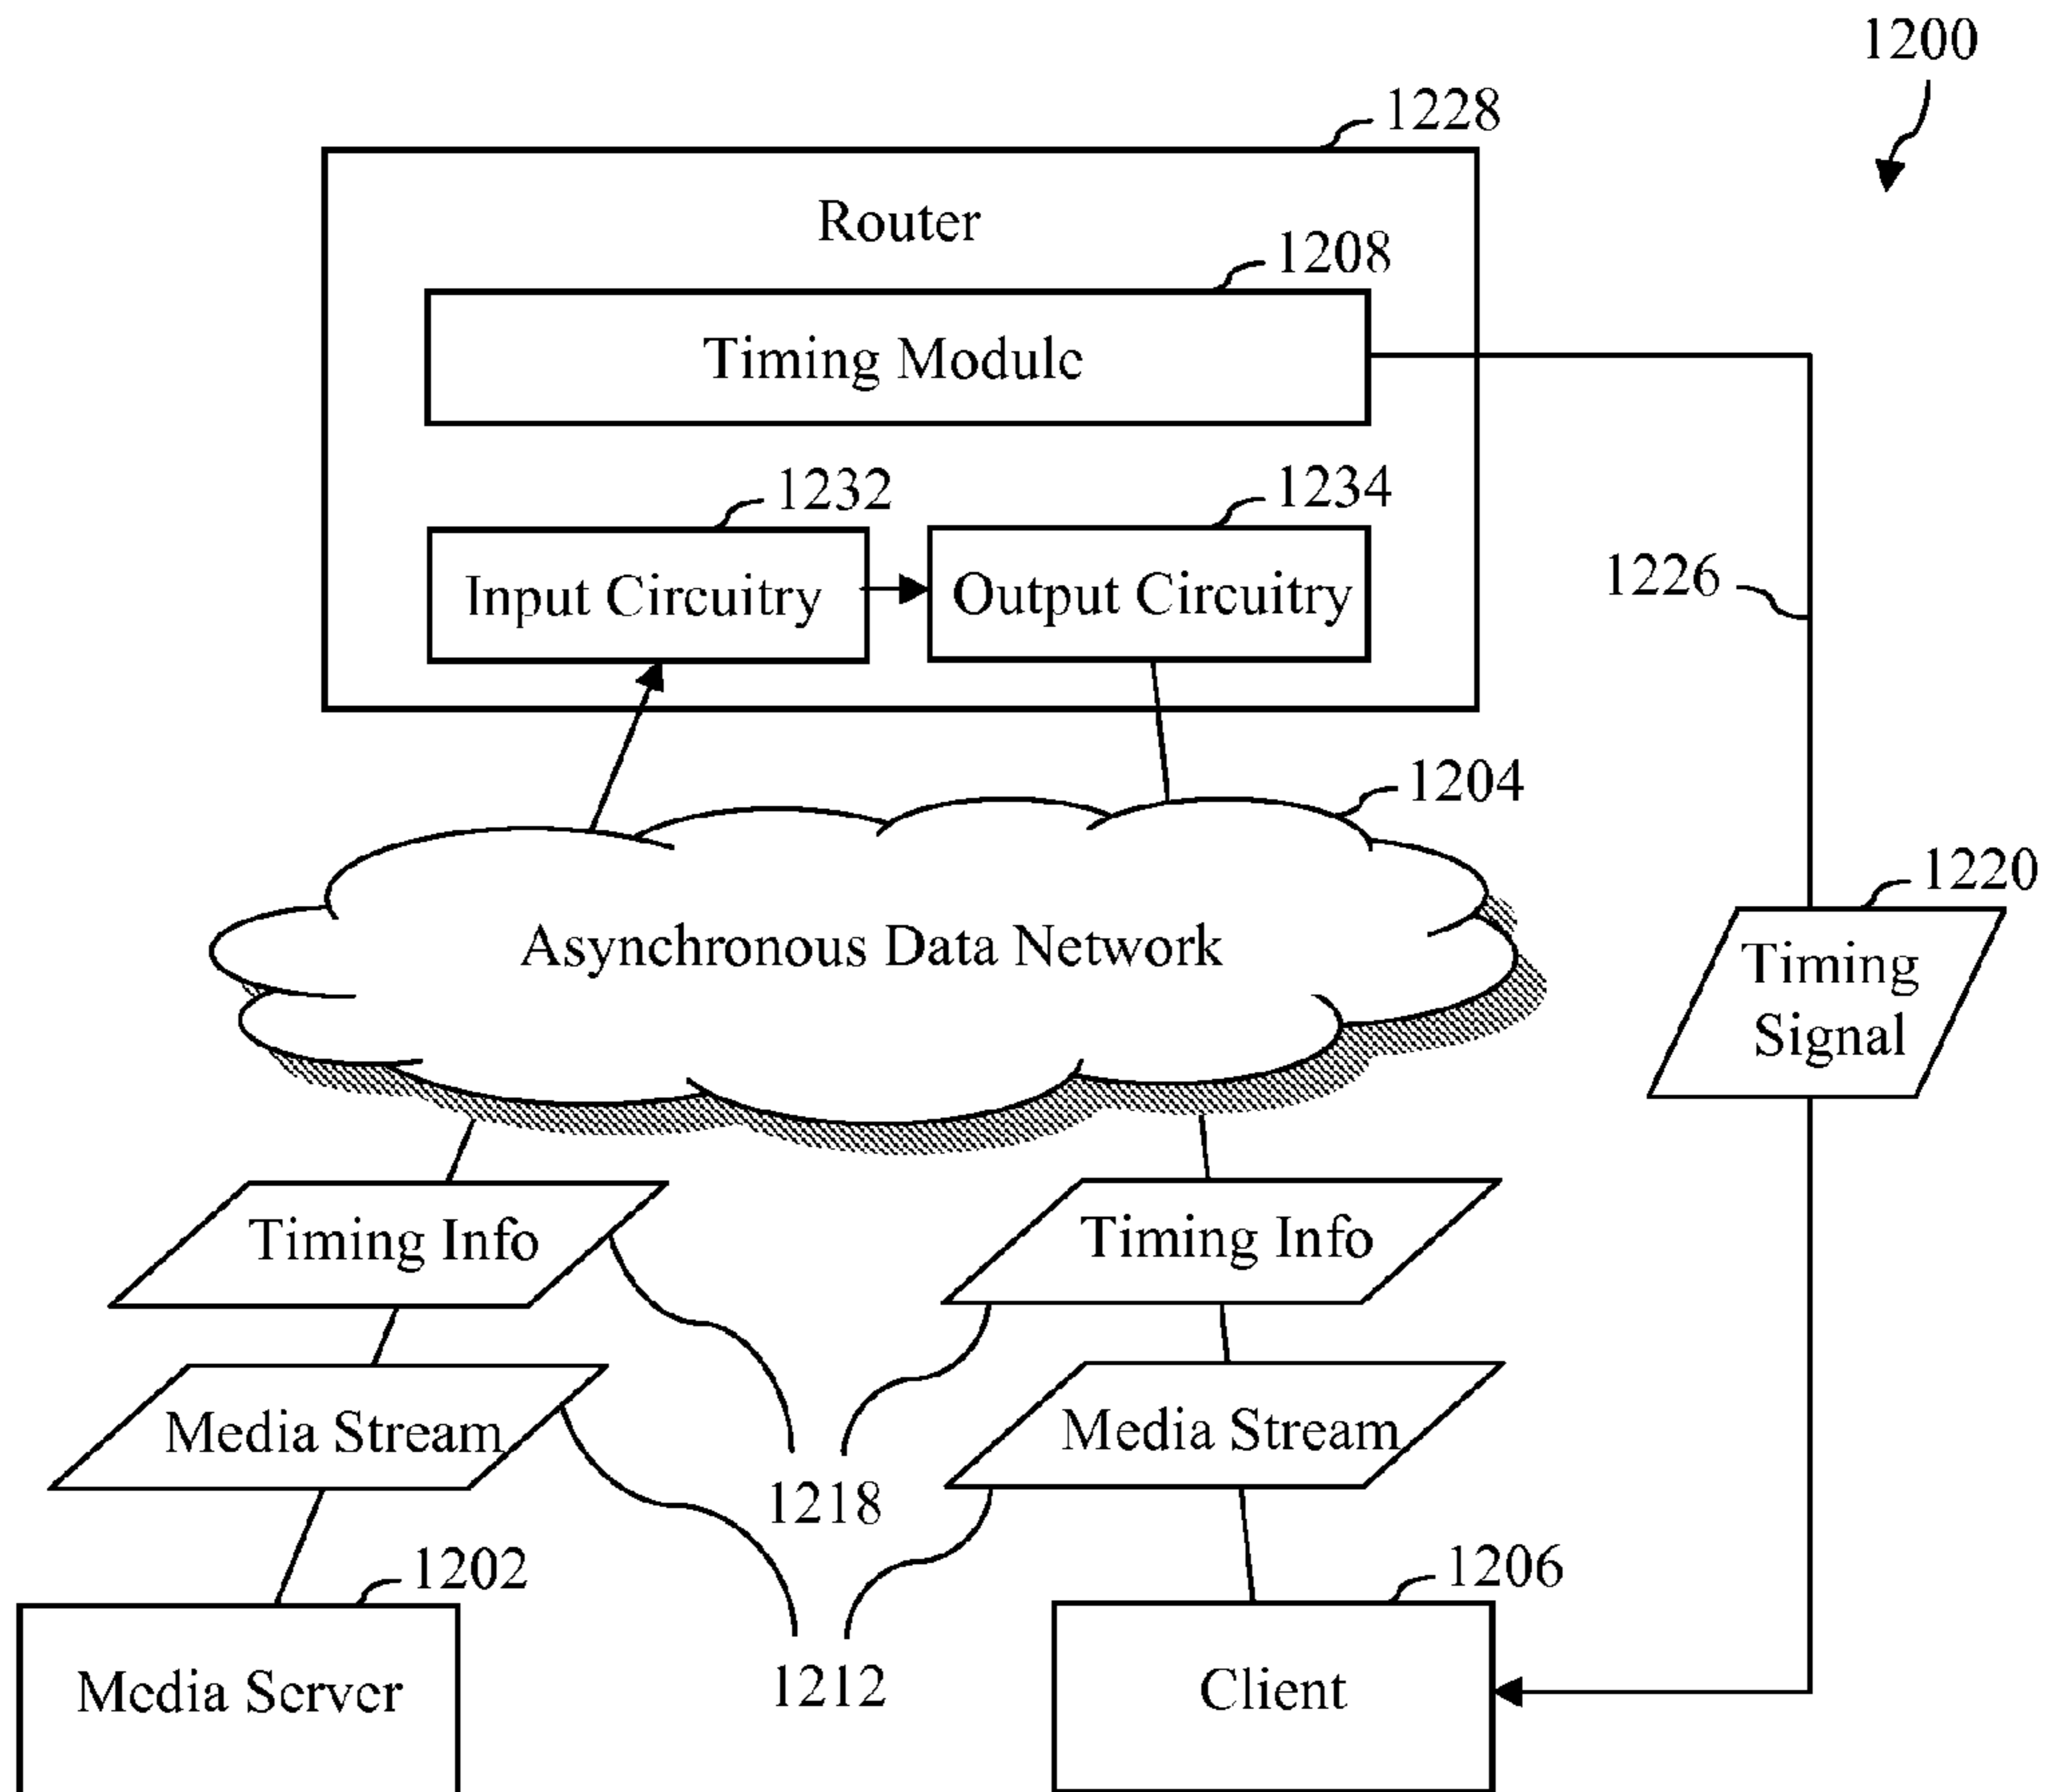 1200
1228
Router
1208
Timing Module
1232
1234
Input Circuitry
Output Circuitry
1226
1204
1220
Asynchronous Data Network
Timing
Signal
Timing Info
Timing Info
Media Stream
Media Stream
1218
1202
1206
1212
Media Server
Client